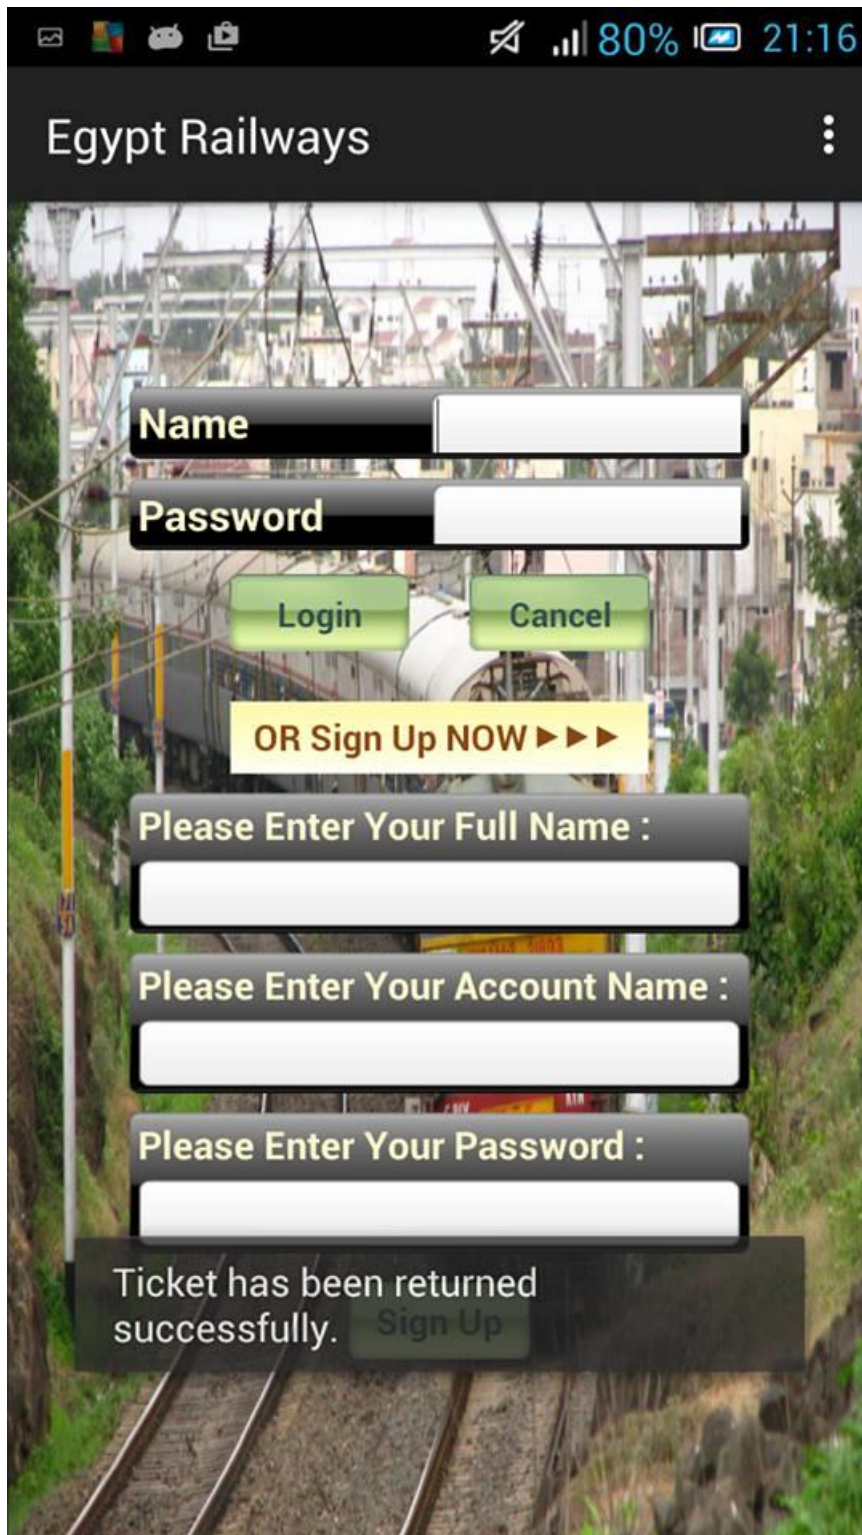 80% 21:16
Egypt Railways
Name
Password
Login Cancel
OR Sign Up NOW ►►►
Please Enter Your Full Name :
Please Enter Your Account Name :
Please Enter Your Password :
Ticket has been returned
successfully.
Sign Up